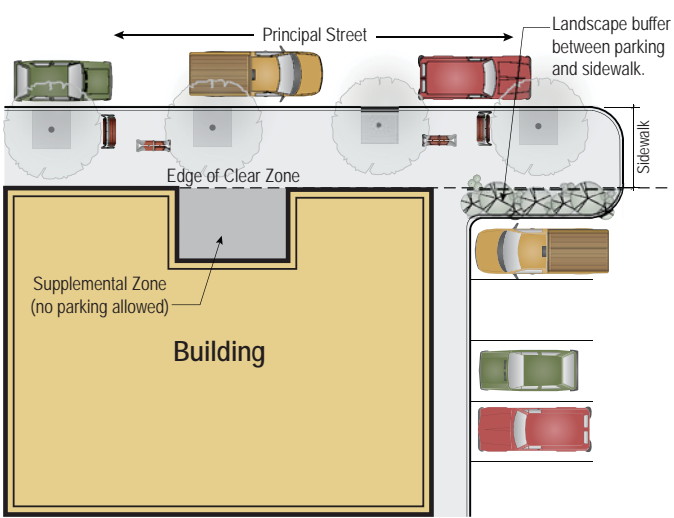 Principal Street
Landscape buffer
between parking
and sidewalk.
Sidewalk
Edge of Clear Zone
Supplemental Zone
(no parking allowed)
Building